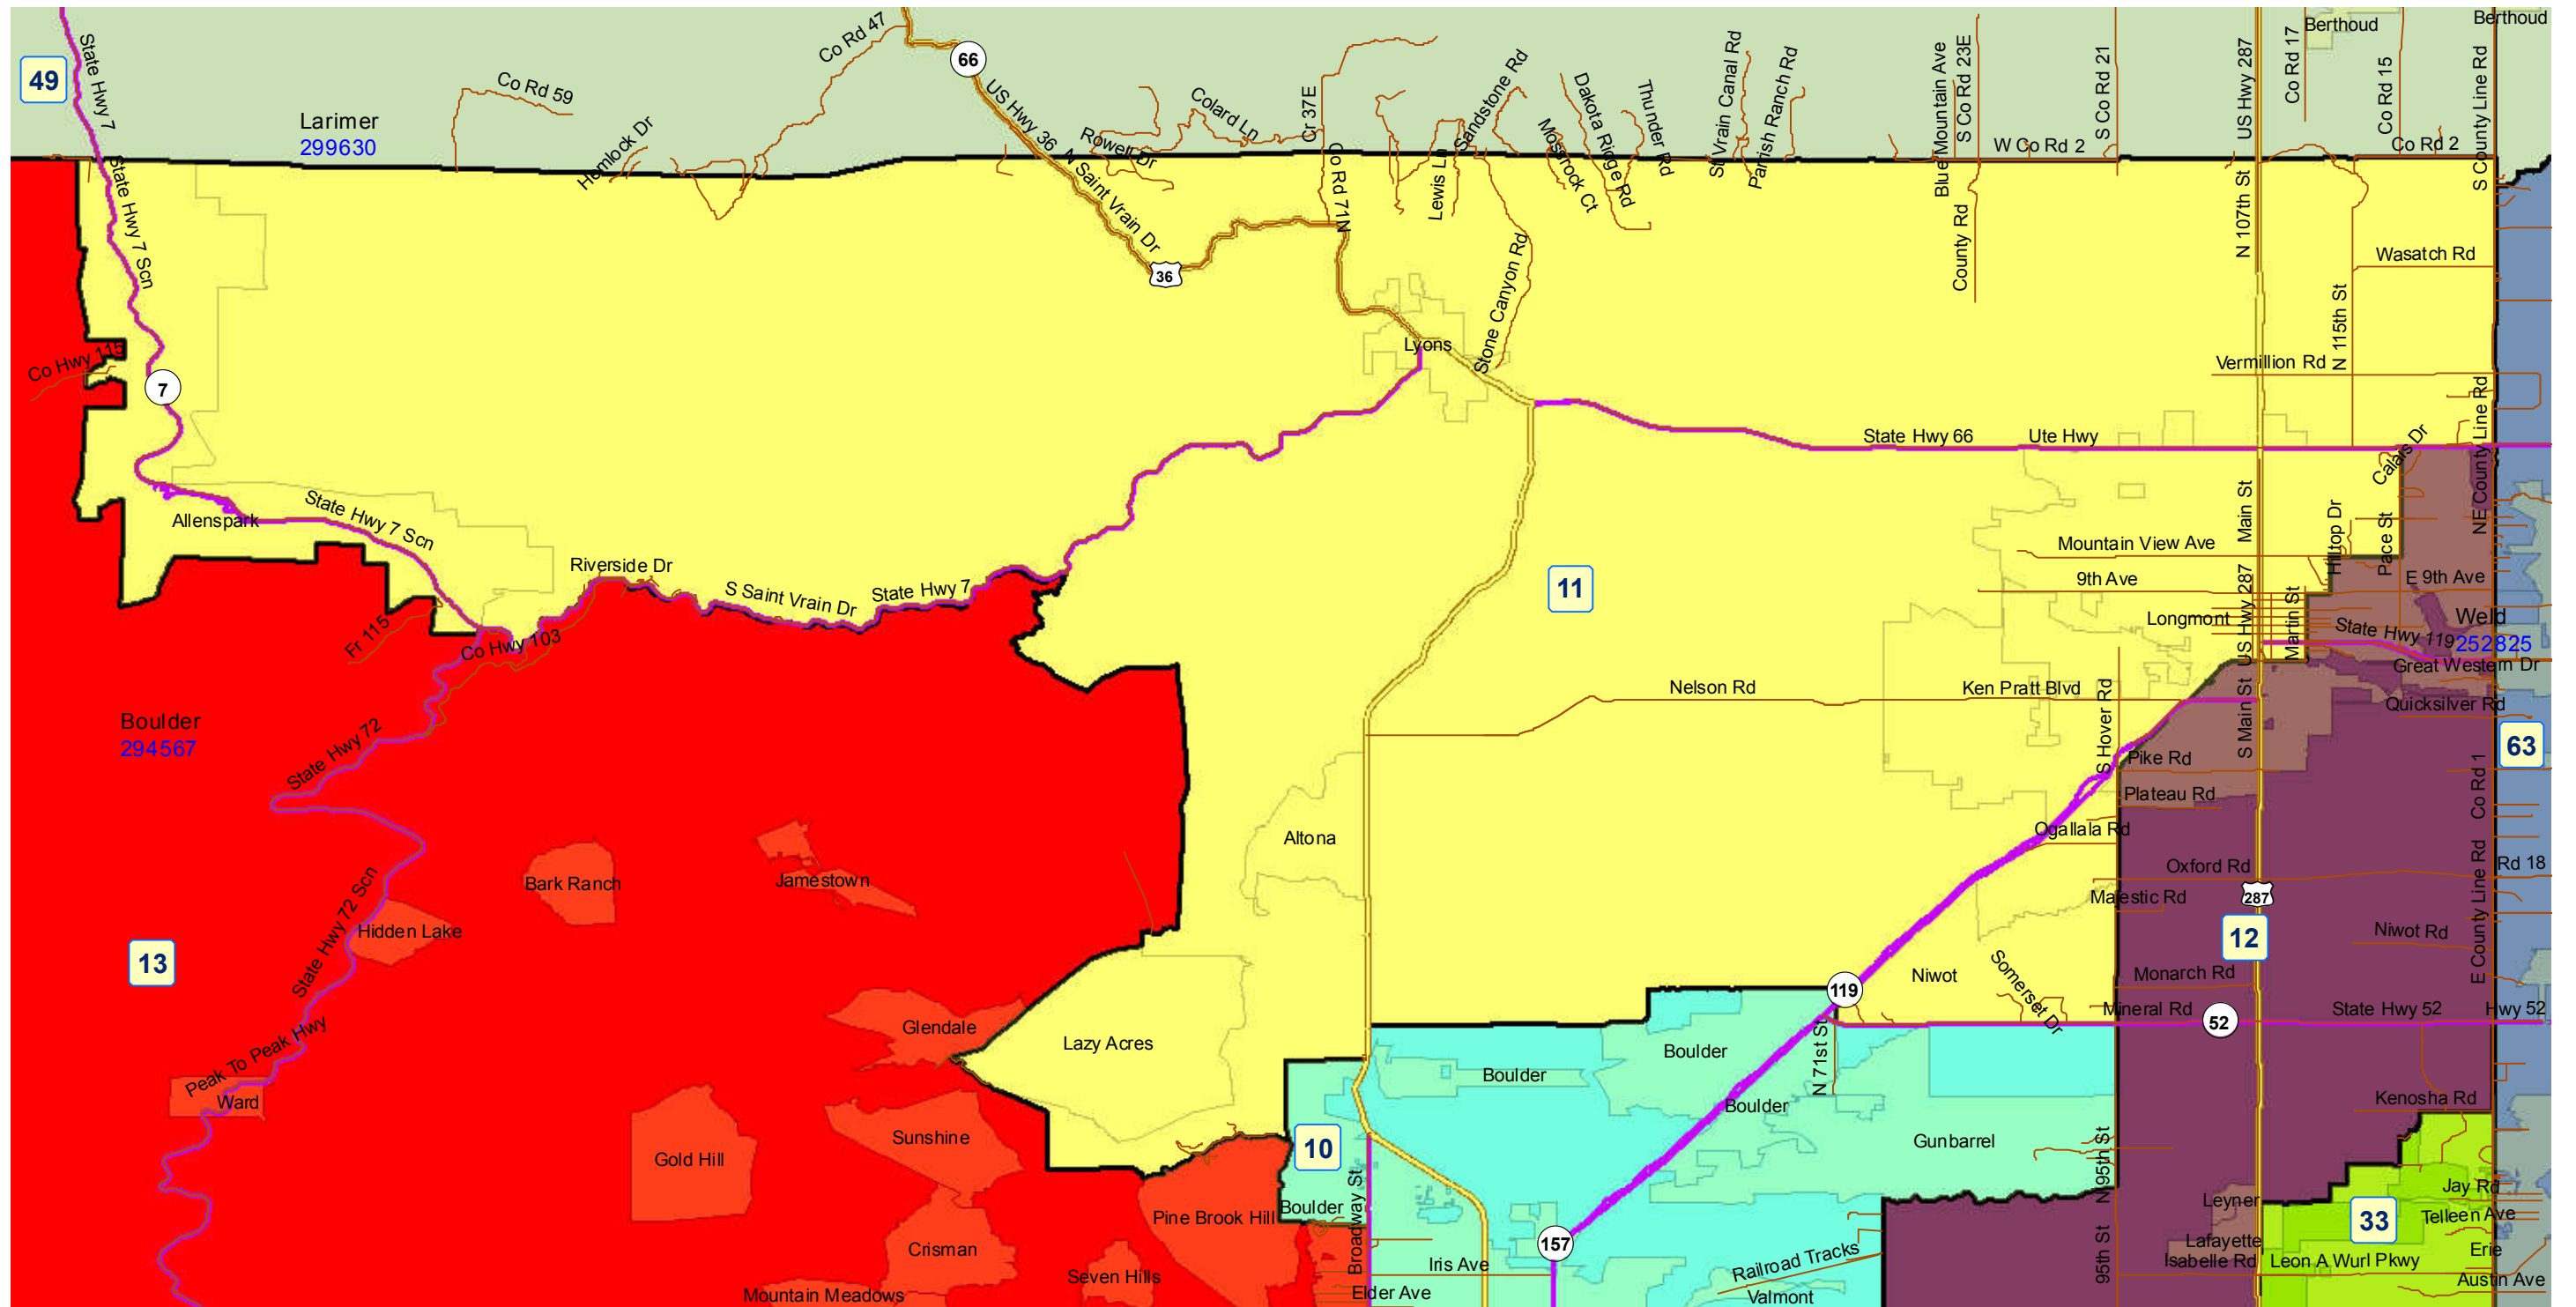 49
State Hwy 7
Larimer
299630
Co Rd 59
Hemlock Dr
Co Rd 47
66
US Hwy 36
Rowell Dr
Colard Ln
Cr 37E
Sandstone Rd
Lewis Ln
Mossrock Ct
Dakota Ridge Rd
Thunder Rd
St Vrain Canal Rd
Parrish Ranch Rd
Blue Mountain Ave
S Co Rd 23E
W Co Rd 2
S Co Rd 21
US Hwy 287
Co Rd 17
Berthoud
Co Rd 15
Co Rd 2
S County Line Rd
Berthoud
State Hwy 7 Scn
N Saint Vrain Dr
36
Co Rd 71N
Stone Canyon Rd
County Rd
N 107th St
Wasatch Rd
N 115th St
Vermillion Rd
Co Hwy 115
7
Lyons
State Hwy 66
Ute Hwy
Calais Dr
NE County Line Rd
Allenspark
State Hwy 7 Scn
Riverside Dr
S Saint Vrain Dr
State Hwy 7
Fr 115
Co Hwy 103
11
Main St
Mountain View Ave
9th Ave
Hilltop Dr
Pace St
E 9th Ave
Longmont
US Hwy 287
Martin St
State Hwy 119
Weld
252825
Great Western Dr
Boulder
294567
State Hwy 72
Nelson Rd
Ken Pratt Blvd
S Hover Rd
S Main St
Quicksilver Rd
63
Pike Rd
Plateau Rd
Co Rd 1
Altona
Ogallala Rd
Bark Ranch
Jamestown
Oxford Rd
Rd 18
Majestic Rd
287
State Hwy 72 Scn
Hidden Lake
13
12
Niwot Rd
E County Line Rd
Niwot
Somerset Dr
Monarch Rd
119
Mineral Rd
52
State Hwy 52
Hwy 52
Glendale
Lazy Acres
Peak To Peak Hwy
Ward
Boulder
Boulder
Boulder
N 71st St
Kenosha Rd
Gold Hill
Sunshine
10
Gunbarrel
N 95th St
Pine Brook Hill
Boulder
Broadway St
Leyner
Jay Rd
33
Telleen Ave
Crisman
157
Lafayette
Erie
Seven Hills
Iris Ave
Railroad Tracks
95th St
Isabelle Rd
Leon A Wurl Pkwy
Mountain Meadows
Elder Ave
Valmont
Austin Ave